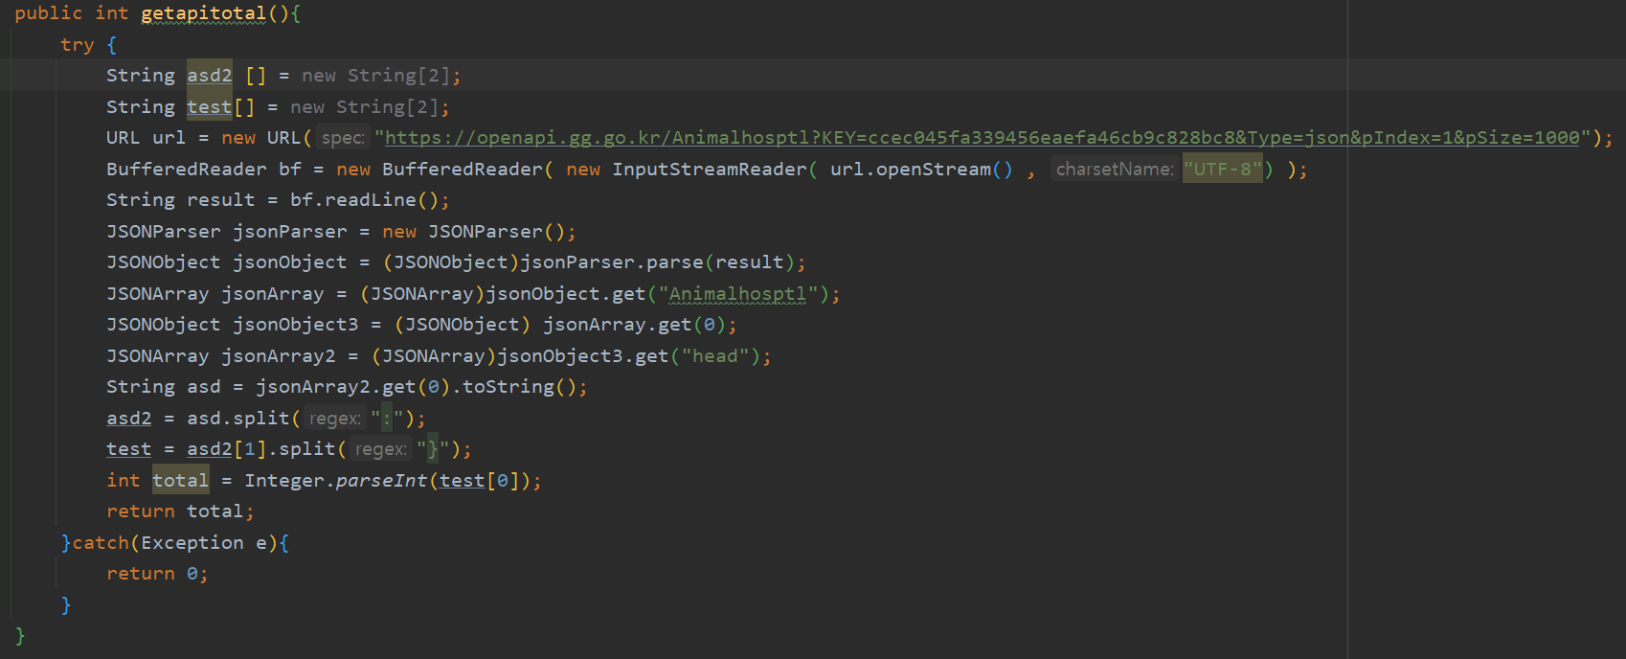 public int getapitotal(){
try {
String asd2 [] = new String[2];
String test[] = new String[2];
URL url = new URL( spec: "https://openapi.gg.go.kr/Animalhosptl?KEY=ccec045fa339456eaefa46cb9c828bc8&Type=json&pIndex=1&pSize=1000");
BufferedReader bf = new BufferedReader( new InputStreamReader( url.openStream() , charsetName: "UTF-8") );
String result = bf.readLine();
JSONParser jsonParser = new JSONParser();
JSONObject jsonObject = (JSONObject)jsonParser.parse(result);
JSONArray jsonArray = (JSONArray)jsonObject.get("Animalhosptl");
JSONObject jsonObject3 = (JSONObject) jsonArray.get(0);
JSONArray jsonArray2 = (JSONArray)jsonObject3.get("head");
String asd = jsonArray2.get(0).toString();
asd2 = asd.split( regex: ":");
test = asd2[1].split( regex: "}");
int total = Integer.parseInt(test[0]);
return total;
}catch(Exception e){
return 0;
}
}